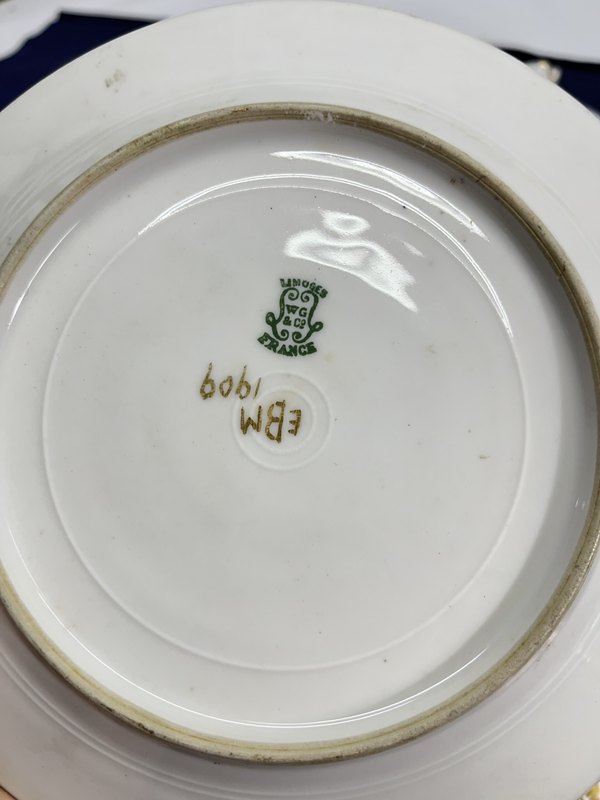 LIMOGES
WG
& Co
FRANCE
EBM
1909